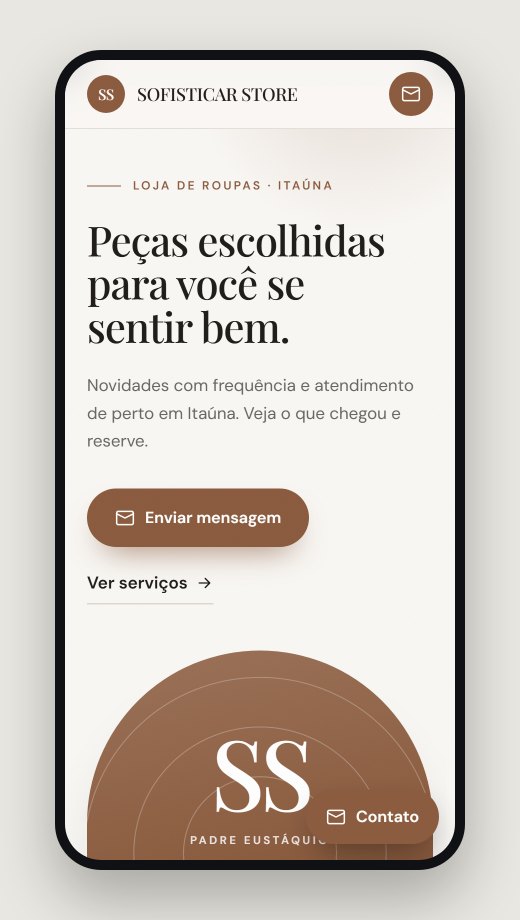 SS SOFISTICAR STORE
LOJA DE ROUPAS · ITAÚNA
Peças escolhidas
para você se
sentir bem.
Novidades com frequência e atendimento
de perto em Itaúna. Veja o que chegou e
reserve.
Enviar mensagem
Ver serviços →
SS
Contato
PADRE EUSTÁQUIO